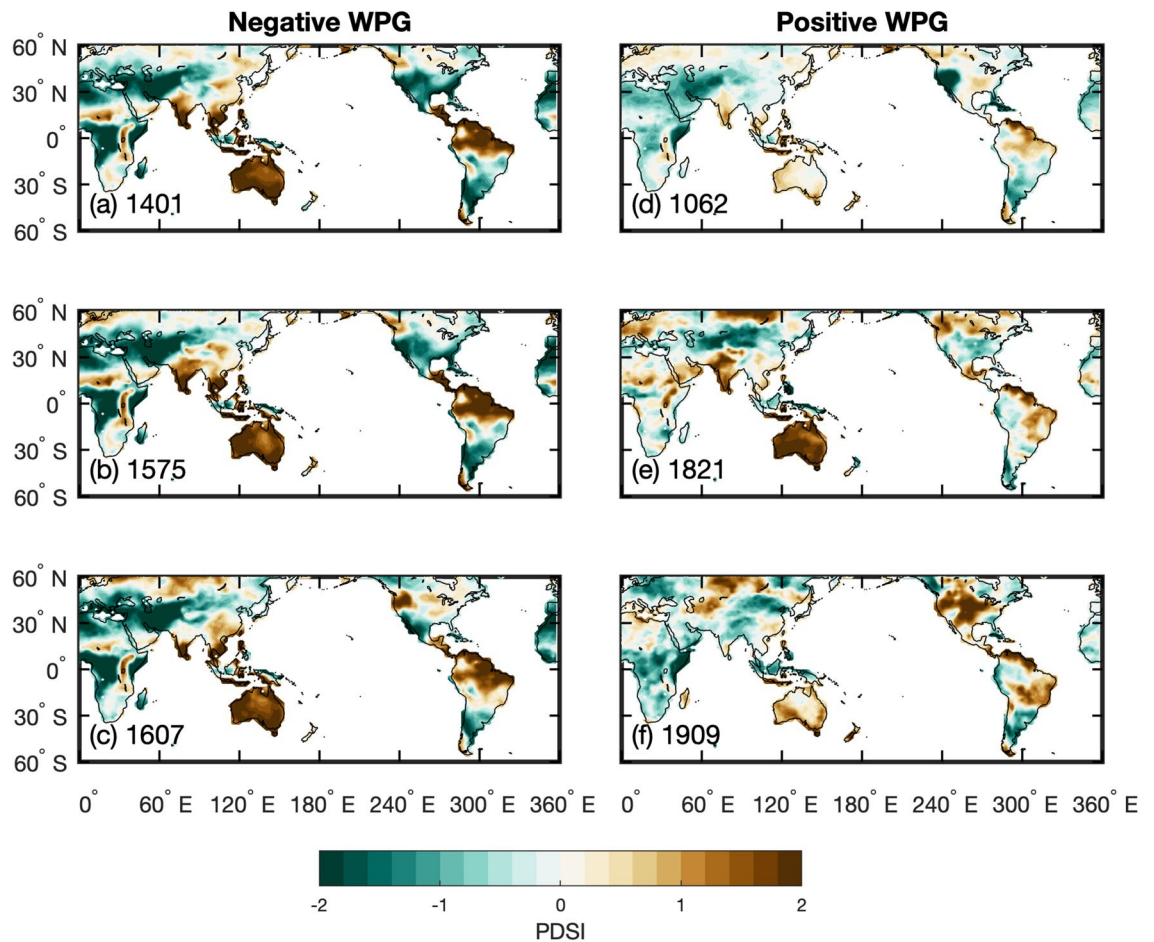 Negative WPG
Positive WPG
60° N
30° N
0°
30° S
60° S
(a) 1401
(d) 1062
60° N
30° N
0°
30° S
60° S
(b) 1575
(e) 1821
60° N
30° N
0°
30° S
60° S
(c) 1607
(f) 1909
0° 60° E 120° E 180° E 240° E 300° E 360° E
0° 60° E 120° E 180° E 240° E 300° E 360° E
-2 -1 0 1 2
PDSI